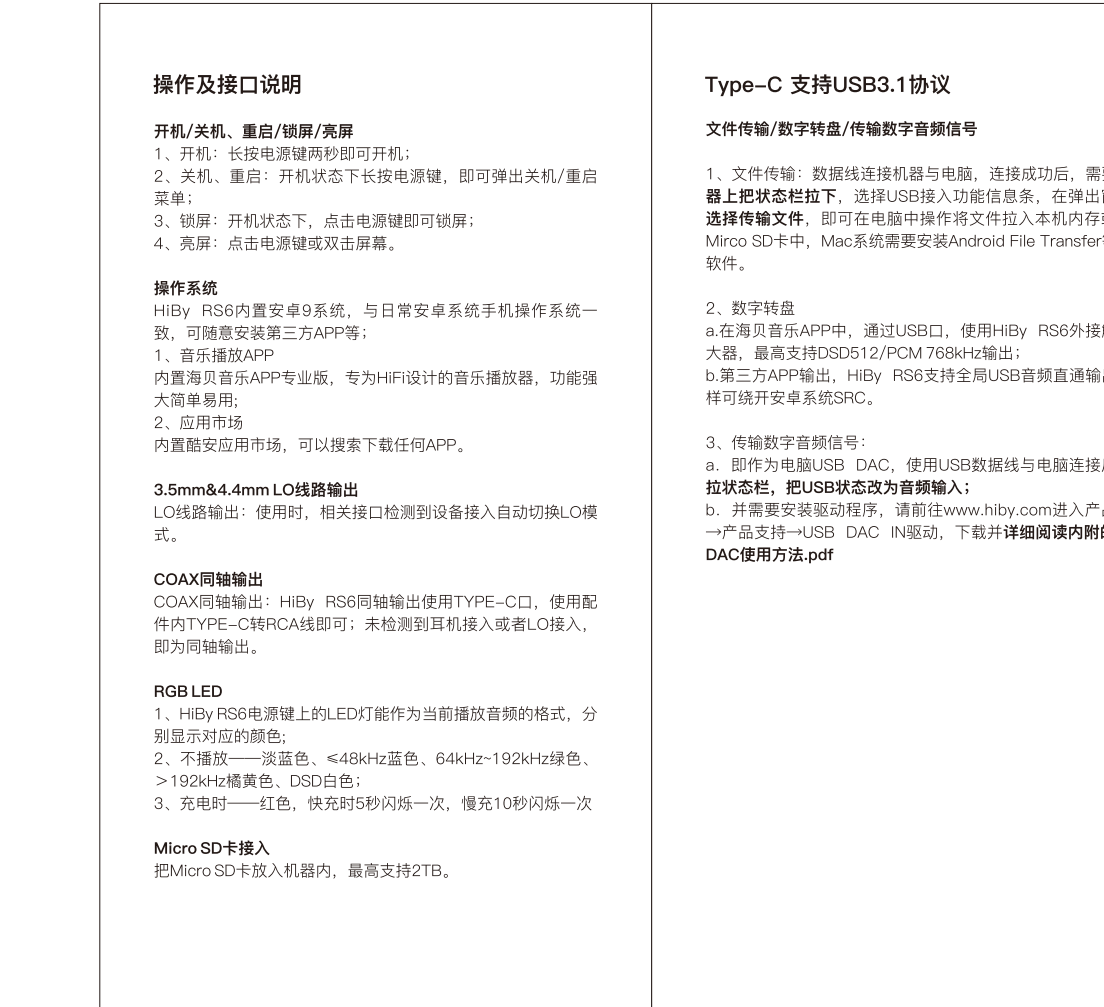 操作及接口说明
开机/关机、重启/锁屏/亮屏
1、开机：长按电源键两秒即可开机；
2、关机、重启：开机状态下长按电源键，即可弹出关机/重启
菜单；
3、锁屏：开机状态下，点击电源键即可锁屏；
4、亮屏：点击电源键或双击屏幕。
操作系统
HiBy RS6内置安卓9系统，与日常安卓系统手机操作系统一
致，可随意安装第三方APP等；
1、音乐播放APP
内置海贝音乐APP专业版，专为HiFi设计的音乐播放器，功能强
大简单易用;
2、应用市场
内置酷安应用市场，可以搜索下载任何APP。
3.5mm&4.4mm LO线路输出
LO线路输出：使用时，相关接口检测到设备接入自动切换LO模
式。
COAX同轴输出
COAX同轴输出：HiBy RS6同轴输出使用TYPE-C口，使用配
件内TYPE-C转RCA线即可；未检测到耳机接入或者LO接入，
即为同轴输出。
RGB LED
1、HiBy RS6电源键上的LED灯能作为当前播放音频的格式，分
别显示对应的颜色;
2、不播放——淡蓝色、≤48kHz蓝色、64kHz~192kHz绿色、
＞192kHz橘黄色、DSD白色；
3、充电时——红色，快充时5秒闪烁一次，慢充10秒闪烁一次
Micro SD卡接入
把Micro SD卡放入机器内，最高支持2TB。
Type-C 支持USB3.1协议
文件传输/数字转盘/传输数字音频信号
1、文件传输：数据线连接机器与电脑，连接成功后，需
器上把状态栏拉下，选择USB接入功能信息条，在弹出
选择传输文件，即可在电脑中操作将文件拉入本机内存
Mirco SD卡中，Mac系统需要安装Android File Transfer
软件。
2、数字转盘
a.在海贝音乐APP中，通过USB口，使用HiBy RS6外接
大器，最高支持DSD512/PCM 768kHz输出；
b.第三方APP输出，HiBy RS6支持全局USB音频直通输
样可绕开安卓系统SRC。
3、传输数字音频信号：
a. 即作为电脑USB DAC，使用USB数据线与电脑连接
拉状态栏，把USB状态改为音频输入；
b. 并需要安装驱动程序，请前往www.hiby.com进入产
→产品支持→USB DAC IN驱动，下载并详细阅读内附
DAC使用方法.pdf